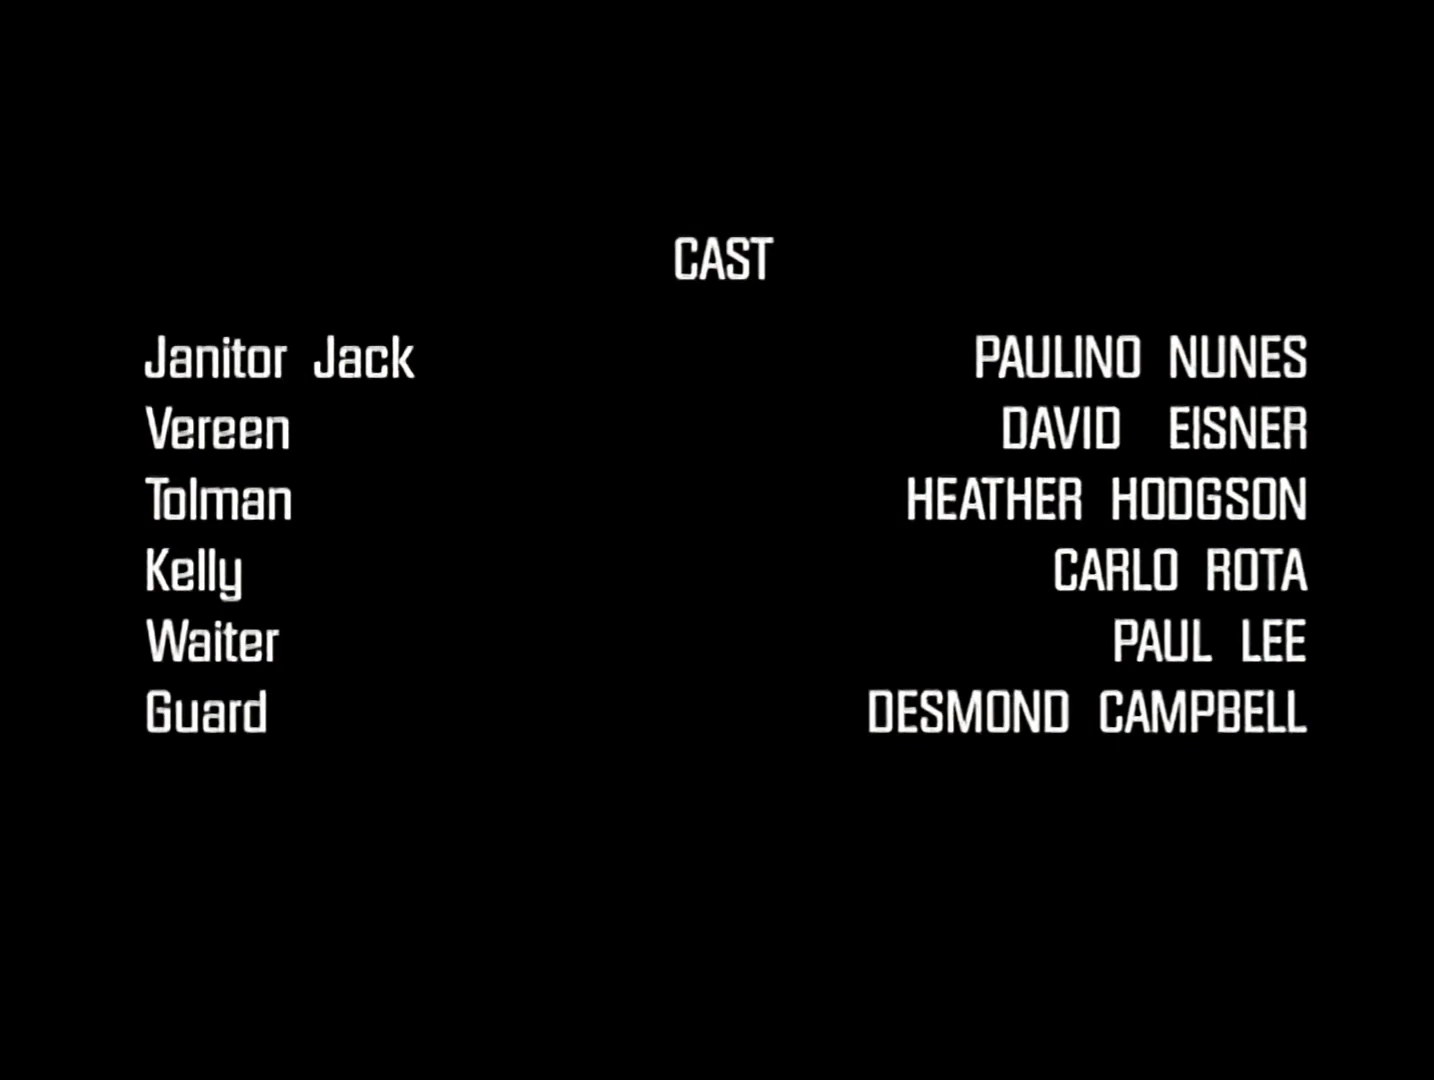 CAST
Janitor Jack PAULINO NUNES
Vereen DAVID EISNER
Tolman HEATHER HODGSON
Kelly CARLO ROTA
Waiter PAUL LEE
Guard DESMOND CAMPBELL